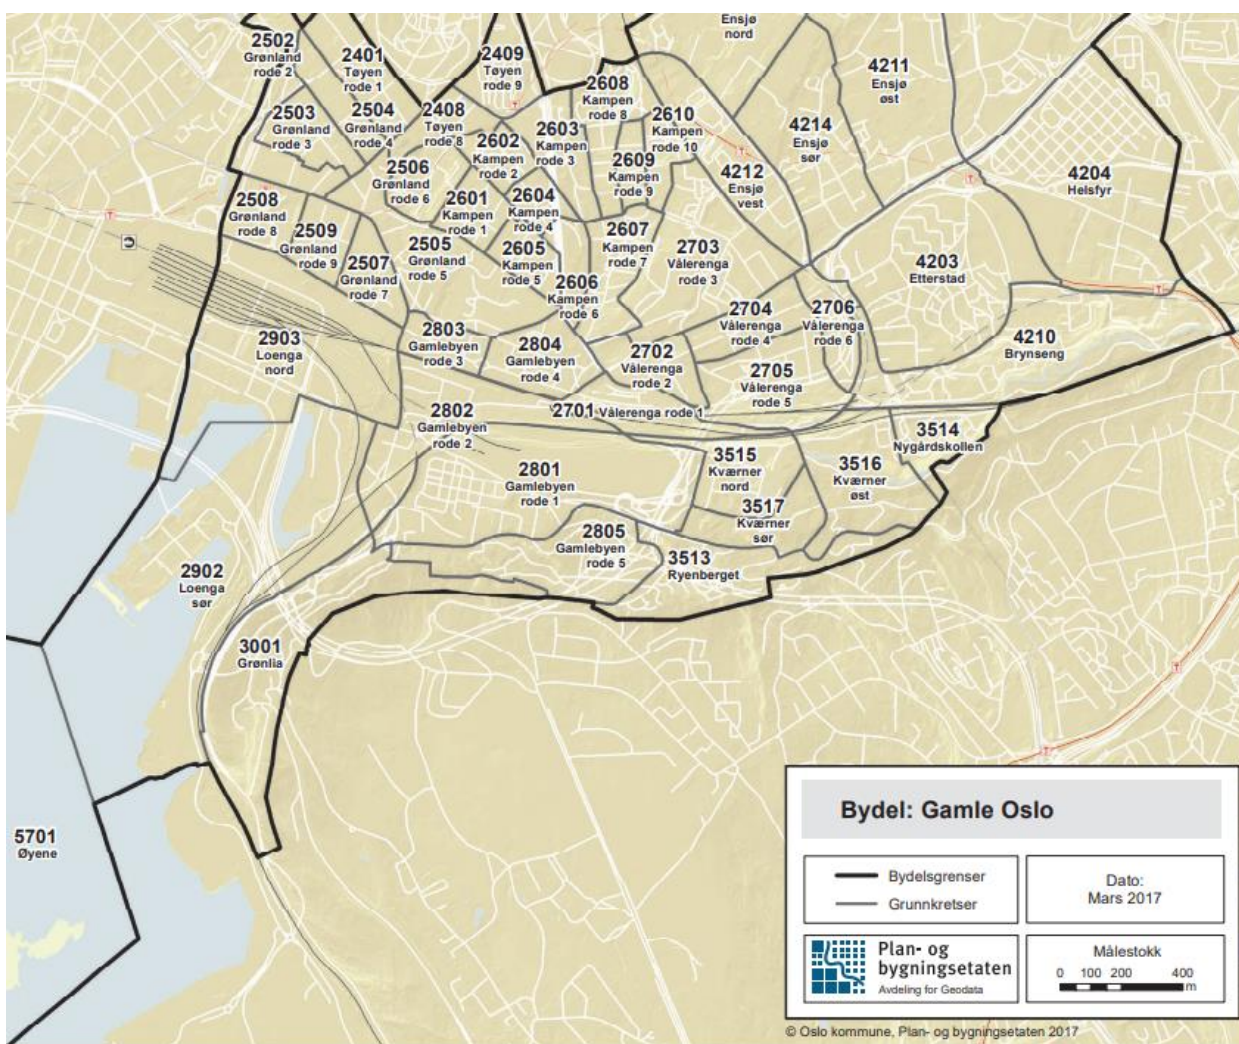 Ensjø
nord
2502
Grønland
rode 2
2401
Tøyen
rode 1
2409
Tøyen
rode 9
4211
Ensjø
øst
2608
Kampen
rode 8
2503
Grønland
rode 3
2504
Grønland
rode 4
2408
Tøyen
rode 8
2603
Kampen
rode 3
2610
Kampen
rode 10
4214
Ensjø
sør
2602
Kampen
rode 2
2609
Kampen
rode 9
4212
Ensjø
vest
4204
Helsfyr
2506
Grønland
rode 6
2601
Kampen
rode 1
2604
Kampen
rode 4
2508
Grønland
rode 8
2509
Grønland
rode 9
2505
Grønland
rode 5
2605
Kampen
rode 5
2607
Kampen
rode 7
2703
Vålerenga
rode 3
4203
Etterstad
2507
Grønland
rode 7
2606
Kampen
rode 6
2704
Vålerenga
rode 4
2706
Vålerenga
rode 6
2903
Loenga
nord
2803
Gamlebyen
rode 3
2804
Gamlebyen
rode 4
2702
Vålerenga
rode 2
4210
Brynseng
2705
Vålerenga
rode 5
2802
Gamlebyen
rode 2
2701 Vålerenga rode 1
3514
Nygårdskollen
2801
Gamlebyen
rode 1
3515
Kværner
nord
3516
Kværner
øst
3517
Kværner
sør
2805
Gamlebyen
rode 5
3513
Ryenberget
2902
Loenga
sør
3001
Grønlia
5701
Øyene
Bydel: Gamle Oslo
Bydelsgrenser
Grunnkretser
Dato:
Mars 2017
Plan- og
bygningsetaten
Avdeling for Geodata
Målestokk
0 100 200 400
m
© Oslo kommune, Plan- og bygningsetaten 2017